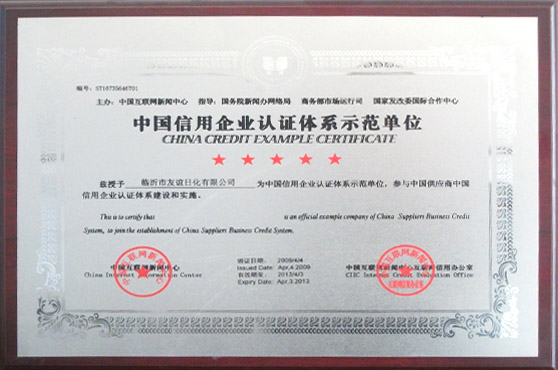 编号：ST16735646701
主办：中国互联网新闻中心 指导：国务院新闻办网络局 商务部市场运行司 国家发改委国际合作中心
中国信用企业认证体系示范单位
CHINA CREDIT EXAMPLE CERTIFICATE
兹授予 临沂市友谊日化有限公司 为中国信用企业认证体系示范单位，参与中国供应商中国
信用企业认证体系建设和实施。
This is to certify that is an official example company of China Suppliers Business Credit
System, to join the establishment of China Suppliers Business Credit System.
中国互联网新闻中心
China Internet Information Center
颁证日期： 2009/4/4
Issued Date: Apr,4.2009
有效期至： 2013/4/3
Expiry Date: Apr,3.2013
中国互联网新闻中心互联网信用办公室
CIIC Internet Credit Evaluation Office